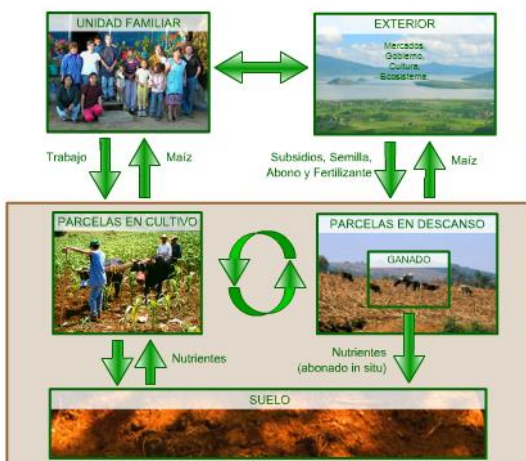 UNIDAD FAMILIAR
EXTERIOR
Mercados,
Gobierno,
Cultura,
Ecosistema.
Trabajo
Maíz
Subsidios, Semilla,
Abono y Fertilizante
Maíz
PARCELAS EN CULTIVO
PARCELAS EN DESCANSO
GANADO
Nutrientes
Nutrientes
(abonado in situ)
SUELO